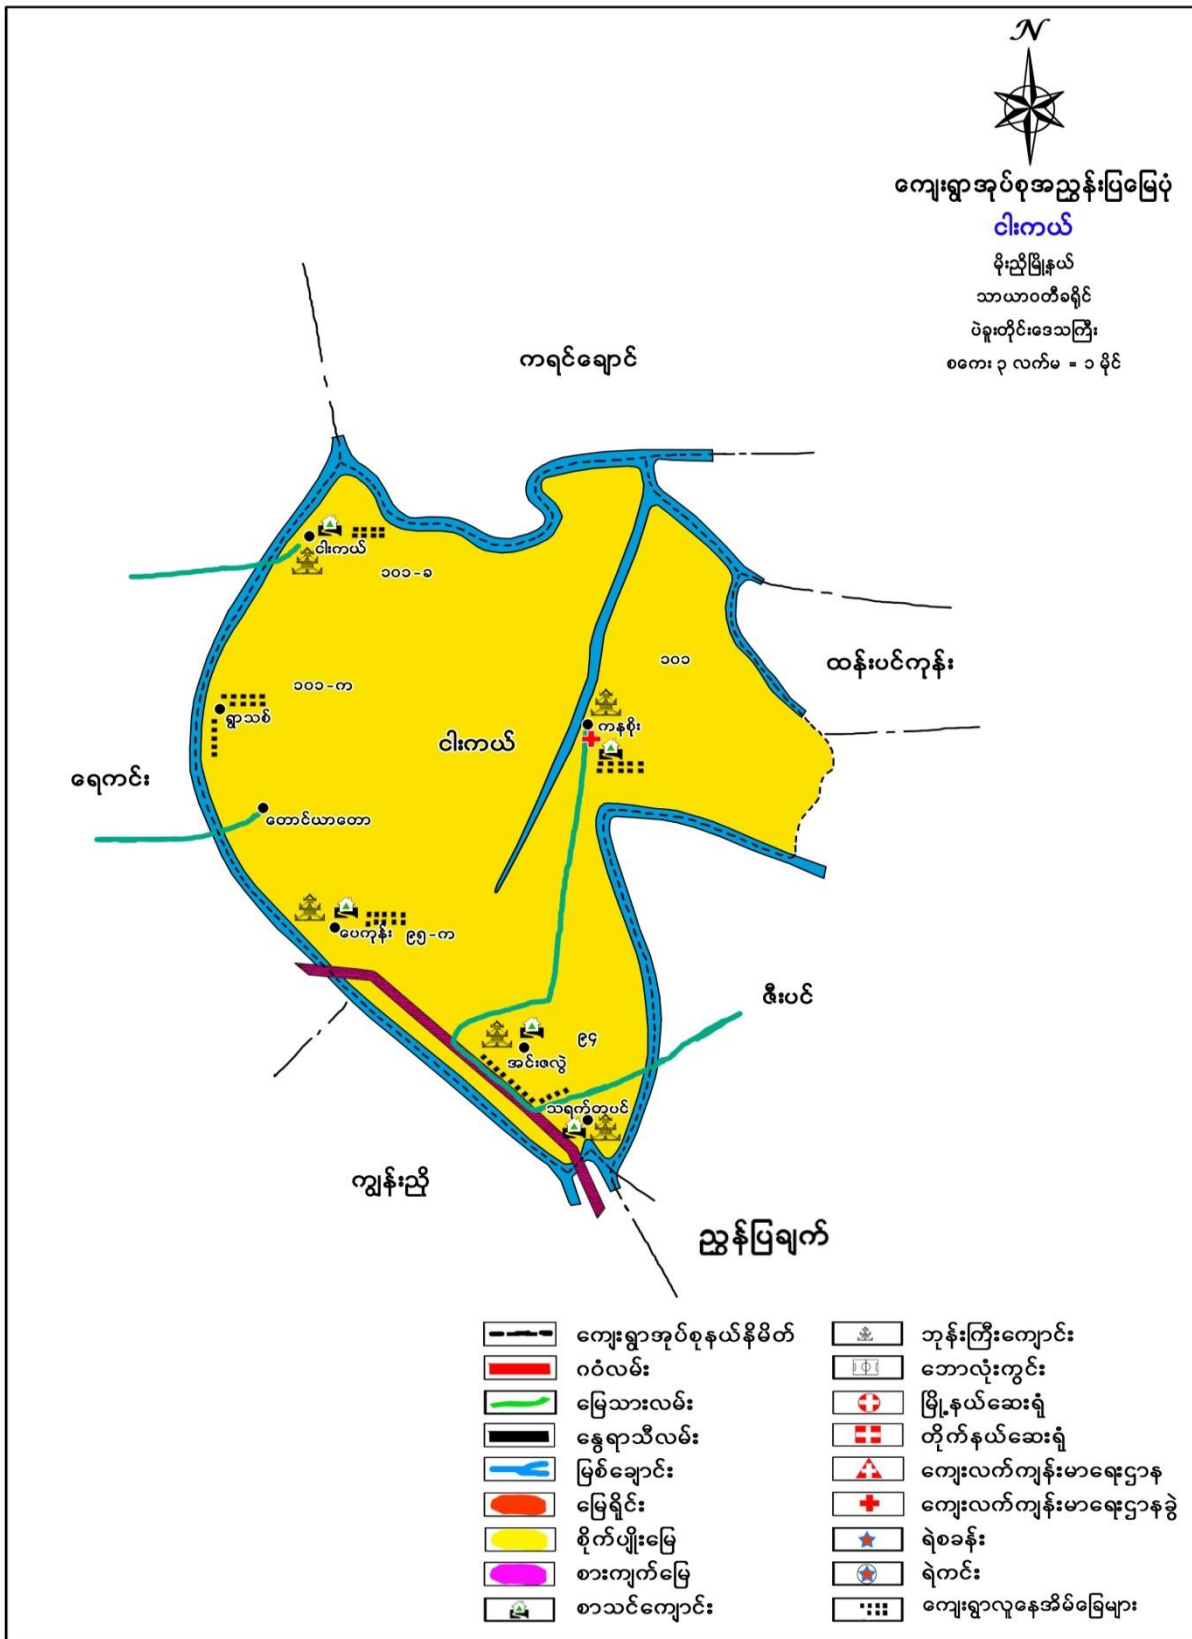 N
ကျေးရွာအုပ်စုအညွှန်းပြမြေပုံ
ငါးကယ်
မိုးညိုမြို့နယ်
သာယာဝတီခရိုင်
ပဲခူးတိုင်းဒေသကြီး
စကေး ၃ လက်မ = ၁ မိုင်
ကရင်ချောင်
ငါးကယ်
၁၀၁-ခ
၁၀၁
ထန်းပင်ကုန်း
၁၀၁-က
ရွာသစ်
ကနစိုး
ငါးကယ်
ရေကင်း
တောင်ယာတော
ပေကုန်း ၉၅-က
ဇီးပင်
၉၄
အင်းဇလွဲ
သရက်တပင်
ကျွန်းညို
ညွှန်ပြချက်
ကျေးရွာအုပ်စုနယ်နိမိတ်
ဂဝံလမ်း
မြေသားလမ်း
နွေရာသီလမ်း
မြစ်ချောင်း
မြေရိုင်း
စိုက်ပျိုးမြေ
စားကျက်မြေ
စာသင်ကျောင်း
ဘုန်းကြီးကျောင်း
ဘောလုံးကွင်း
မြို့နယ်ဆေးရုံ
တိုက်နယ်ဆေးရုံ
ကျေးလက်ကျန်းမာရေးဌာန
ကျေးလက်ကျန်းမာရေးဌာနခွဲ
ရဲစခန်း
ရဲကင်း
ကျေးရွာလူနေအိမ်ခြေများ